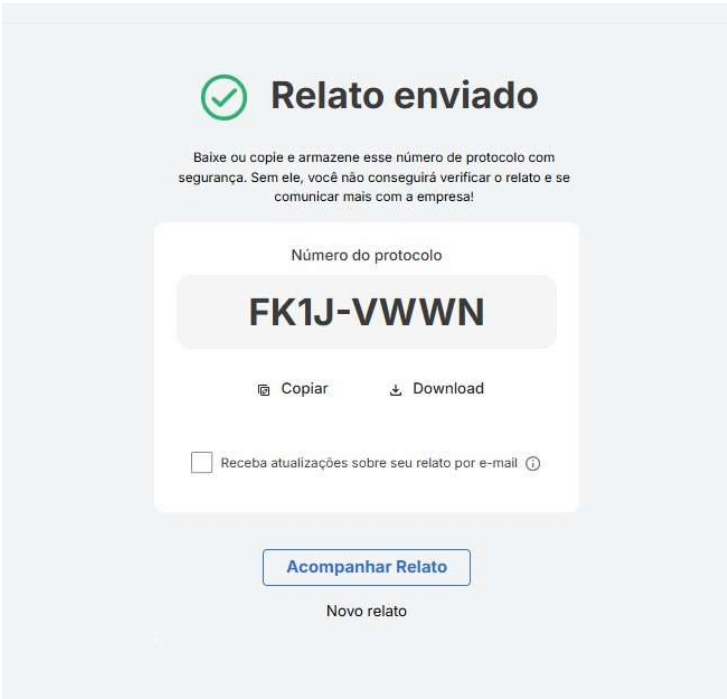 Relato enviado
Baixe ou copie e armazene esse número de protocolo com
segurança. Sem ele, você não conseguirá verificar o relato e se
comunicar mais com a empresa!
Número do protocolo
FK1J-VWWN
Copiar Download
Receba atualizações sobre seu relato por e-mail
Acompanhar Relato
Novo relato